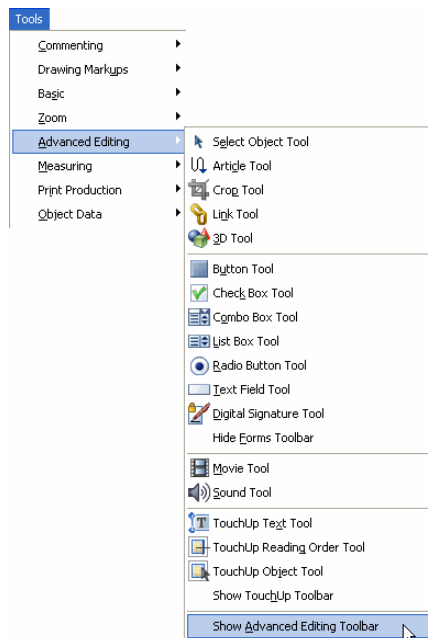 Tools
Commenting
Drawing Markups
Basic
Zoom
Advanced Editing
Measuring
Print Production
Object Data
Select Object Tool
Article Tool
Crop Tool
Link Tool
3D Tool
Button Tool
Check Box Tool
Combo Box Tool
List Box Tool
Radio Button Tool
Text Field Tool
Digital Signature Tool
Hide Forms Toolbar
Movie Tool
Sound Tool
TouchUp Text Tool
TouchUp Reading Order Tool
TouchUp Object Tool
Show TouchUp Toolbar
Show Advanced Editing Toolbar